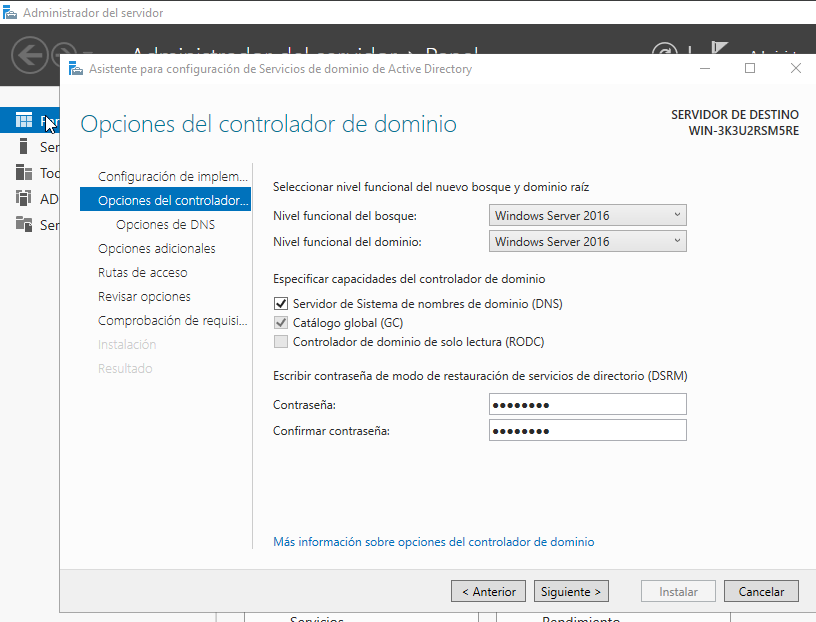 Administrador del servidor
Asistente para configuración de Servicios de dominio de Active Directory
Opciones del controlador de dominio
SERVIDOR DE DESTINO
WIN-3K3U2RSM5RE
Configuración de implem...
Opciones del controlador...
Opciones de DNS
Opciones adicionales
Rutas de acceso
Revisar opciones
Comprobación de requisi...
Instalación
Resultado
Seleccionar nivel funcional del nuevo bosque y dominio raíz
Nivel funcional del bosque:
Windows Server 2016
Nivel funcional del dominio:
Windows Server 2016
Especificar capacidades del controlador de dominio
Servidor de Sistema de nombres de dominio (DNS)
Catálogo global (GC)
Controlador de dominio de solo lectura (RODC)
Escribir contraseña de modo de restauración de servicios de directorio (DSRM)
Contraseña:
●●●●●●●●
Confirmar contraseña:
●●●●●●●●
Más información sobre opciones del controlador de dominio
< Anterior
Siguiente >
Instalar
Cancelar
Ser
AD
Ser
Servicios
Rendimiento